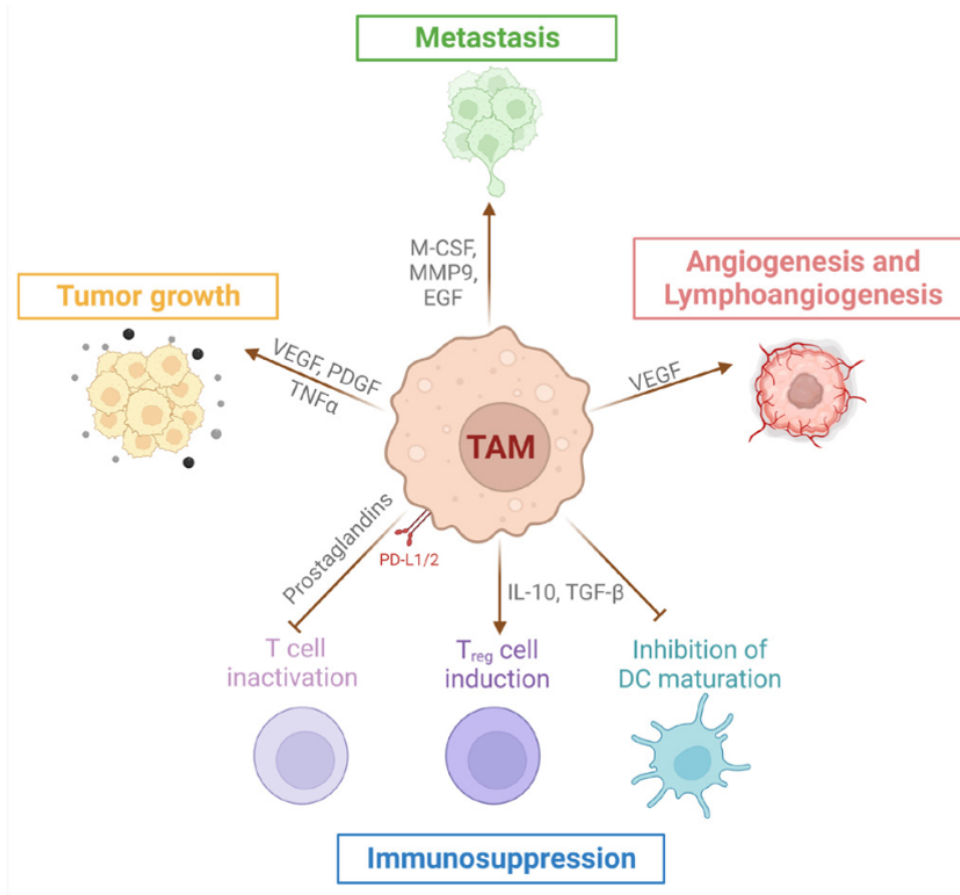 Metastasis
M-CSF,
MMP9,
EGF
Tumor growth
VEGF, PDGF
TNFα
Angiogenesis and
Lymphoangiogenesis
VEGF
TAM
Prostaglandins
PD-L1/2
IL-10, TGF-β
T cell
inactivation
Treg cell
induction
Inhibition of
DC maturation
Immunosuppression